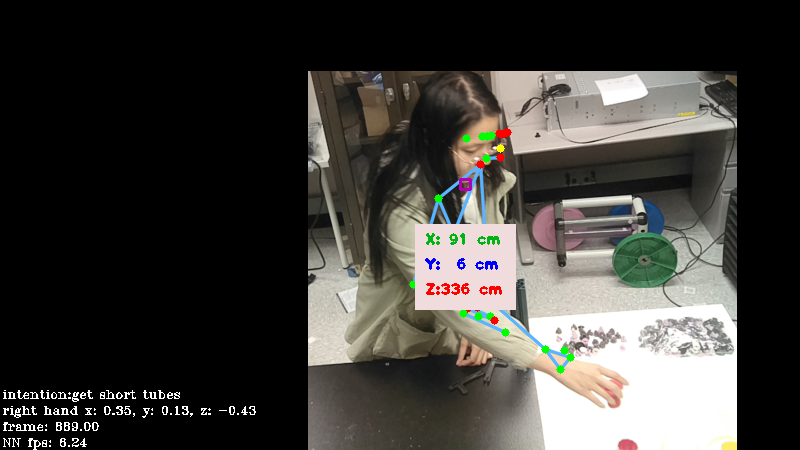 X: 91 cm
Y: 6 cm
Z:336 cm
intention:get short tubes
right hand x: 0.35, y: 0.13, z: −0.43
frame: 889.00
NN fps: 6.24